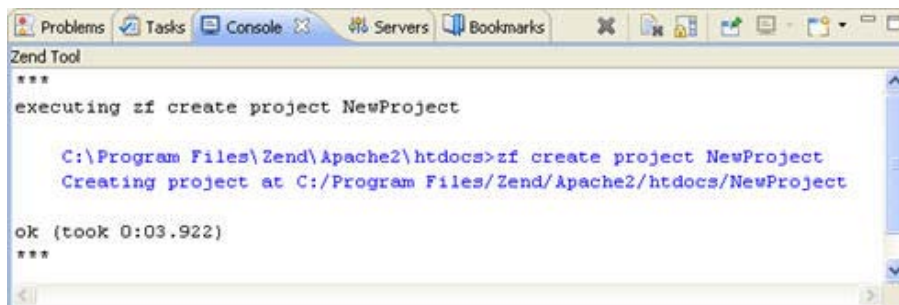 Problems Tasks Console Servers Bookmarks
Zend Tool
***
executing zf create project NewProject
C:\Program Files\Zend\Apache2\htdocs>zf create project NewProject
Creating project at C:/Program Files/Zend/Apache2/htdocs/NewProject
ok (took 0:03.922)
***